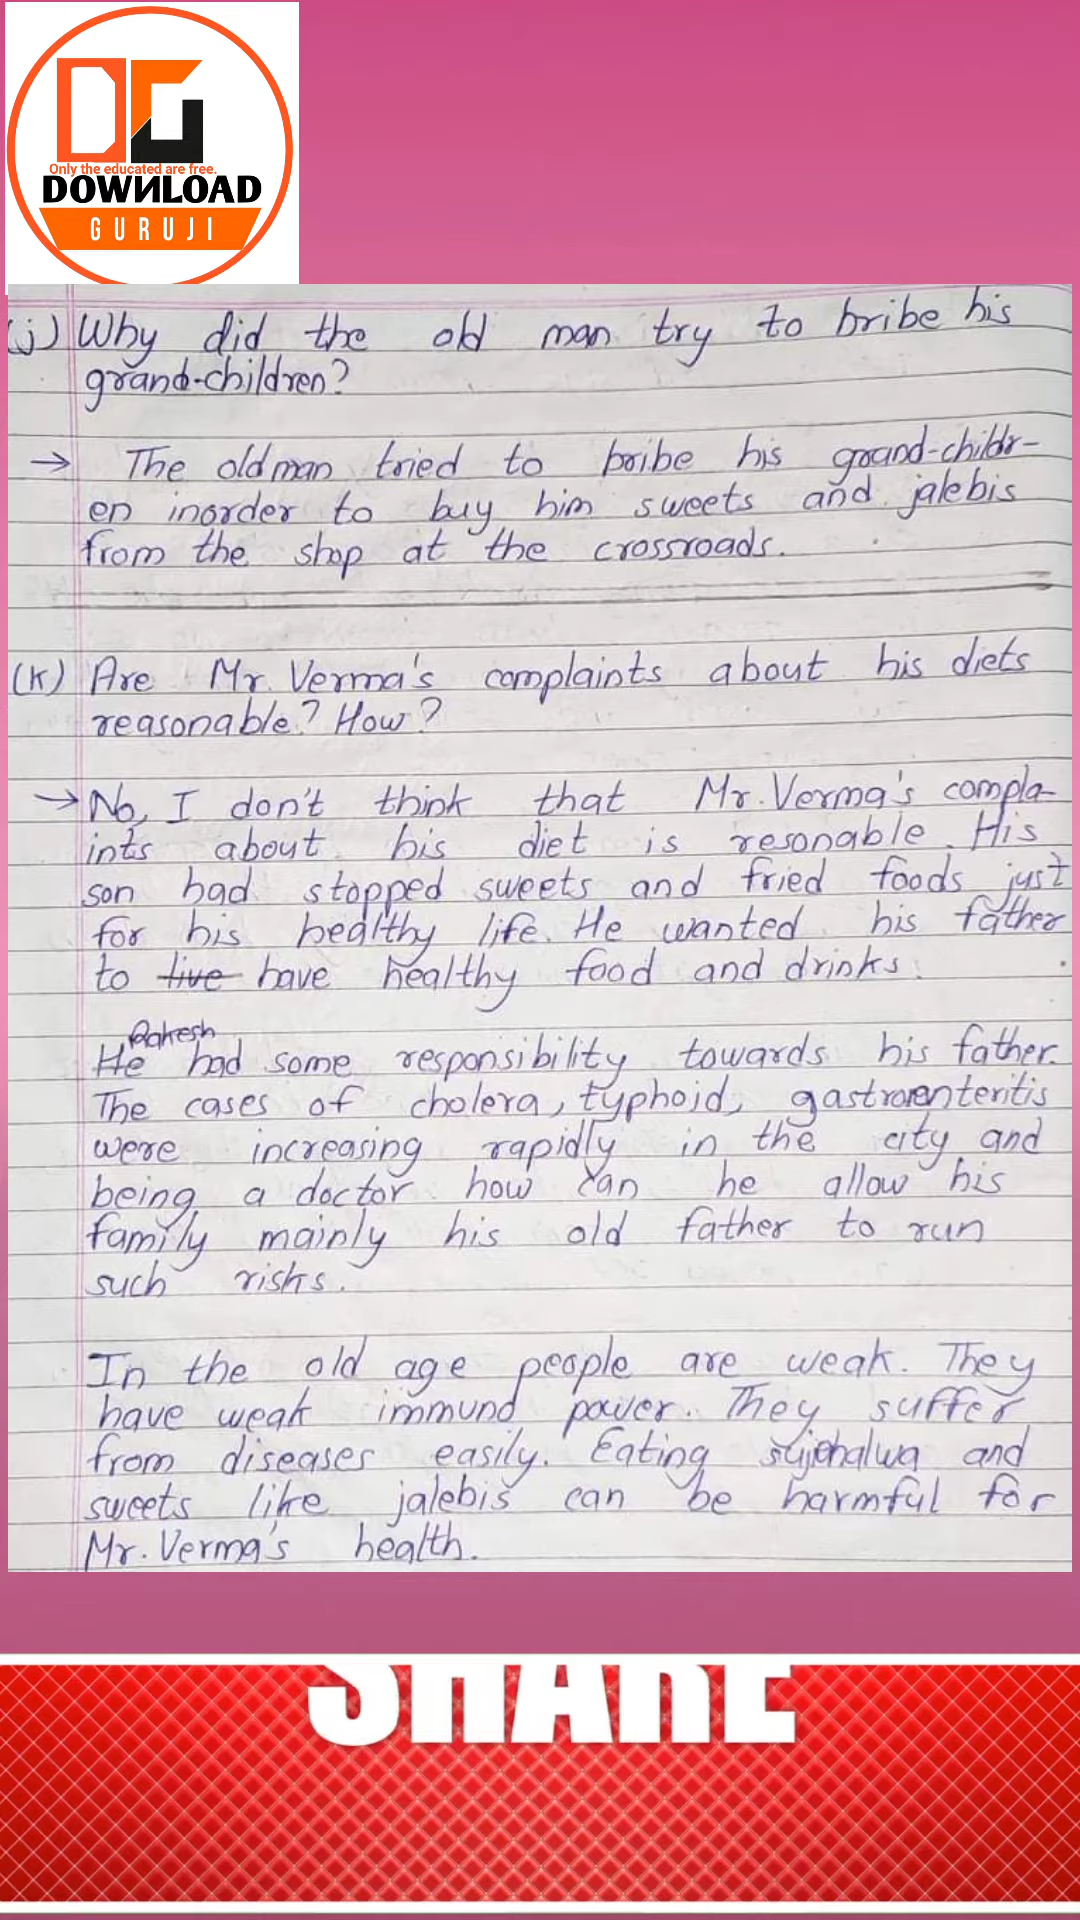 Only the educated are free.
DOWNLOAD
GURUJI
(j) Why did the old man try to bribe his
grand-children?
→ The old man tried to bribe his grand-childr-
en inorder to buy him sweets and jalebis
from the shop at the crossroads.
(K) Are Mr. Verma's complaints about his diets
reasonable? How?
→ No, I don't think that Mr. Verma's compla-
ints about his diet is resonable. His
son had stopped sweets and fried foods just
for his healthy life. He wanted his father
to live have healthy food and drinks.
Rakesh
He had some responsibility towards his father.
The cases of cholera, typhoid, gastroenteritis
were increasing rapidly in the city and
being a doctor how can he allow his
family mainly his old father to run
such risks.
In the old age people are weak. They
have weak immund power. They suffer
from diseases easily. Eating sujihalwa and
sweets like jalebis can be harmful for
Mr. Verma's health.
SHARE